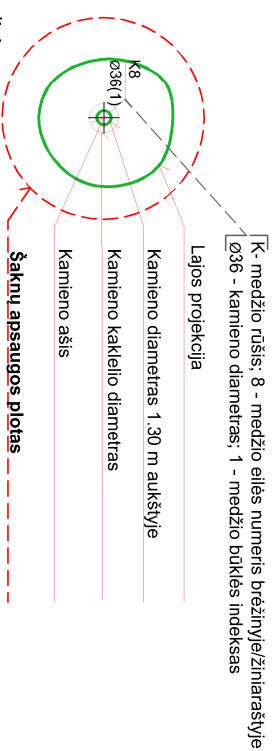 K- medžio rūšis; 8 - medžio eilės numeris brėžinyje/žiniaraštyje
Ø36 - kamieno diametras; 1 - medžio būklės indeksas
K8
Ø36(1)
Lajos projekcija
Kamieno diametras 1.30 m aukštyje
Kamieno kaklelio diametras
Kamieno ašis
Šaknų apsaugos plotas